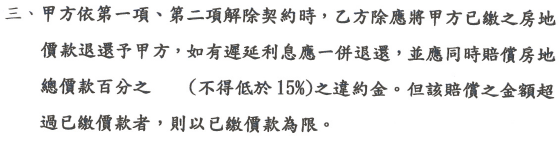 三、甲方依第一項、第二項解除契約時，乙方除應將甲方已繳之房地
價款退還予甲方，如有遲延利息應一併退還，並應同時賠償房地
總價款百分之　　(不得低於 15%)之違約金。但該賠償之金額超
過已繳價款者，則以已繳價款為限。